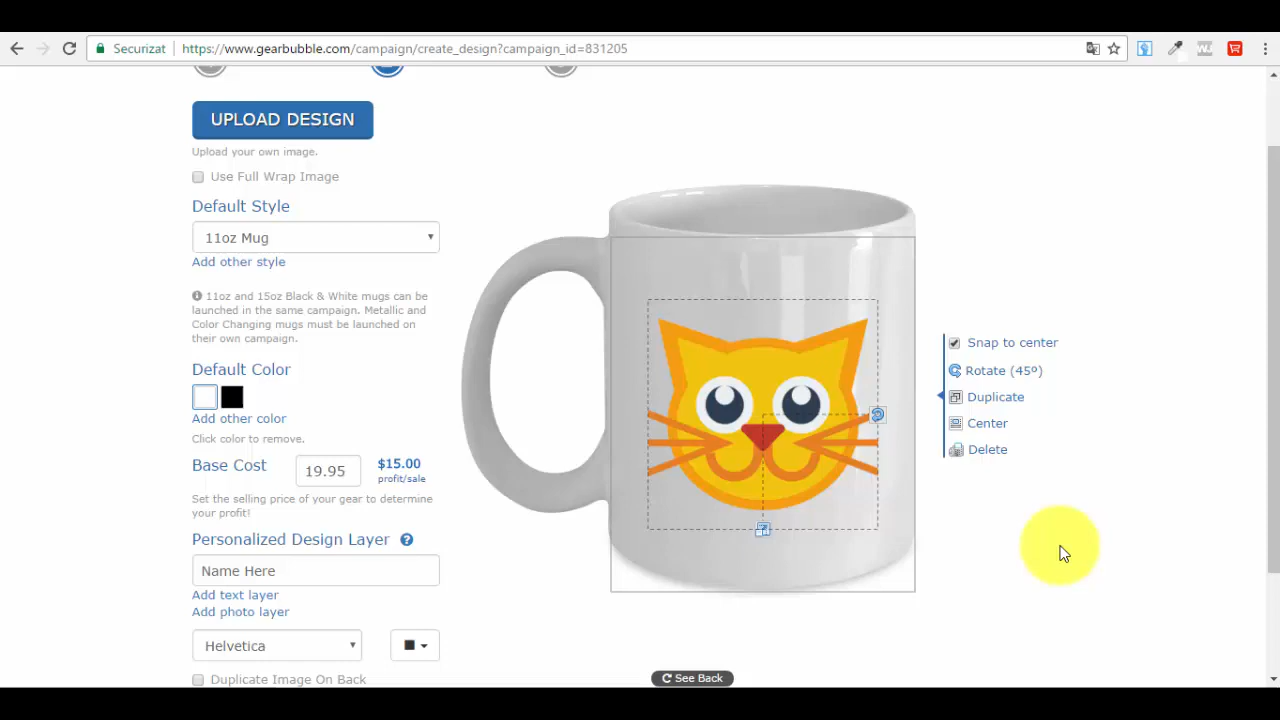 Securizat
https://www.gearbubble.com/campaign/create_design?campaign_id=831205
UPLOAD DESIGN
Upload your own image.
Use Full Wrap Image
Default Style
11oz Mug
Add other style
11oz and 15oz Black & White mugs can be
launched in the same campaign. Metallic and
Color Changing mugs must be launched on
their own campaign.
Default Color
Add other color
Click color to remove.
Base Cost
19.95
$15.00
profit/sale
Set the selling price of your gear to determine
your profit!
Personalized Design Layer
Name Here
Add text layer
Add photo layer
Helvetica
Duplicate Image On Back
Snap to center
Rotate (45º)
Duplicate
Center
Delete
See Back